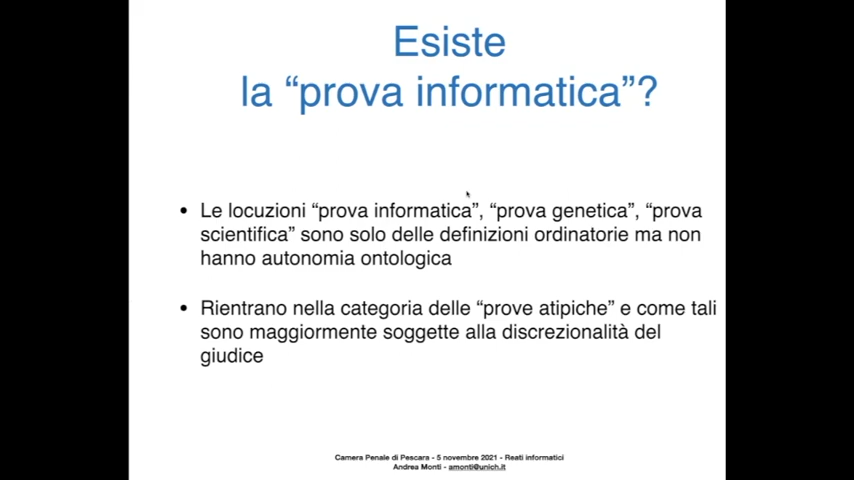 Esiste
la “prova informatica”?
• Le locuzioni “prova informatica”, “prova genetica”, “prova
scientifica” sono solo delle definizioni ordinatorie ma non
hanno autonomia ontologica
• Rientrano nella categoria delle “prove atipiche” e come tali
sono maggiormente soggette alla discrezionalità del
giudice
Camera Penale di Pescara - 5 novembre 2021 - Reati informatici
Andrea Monti - amonti@unich.it